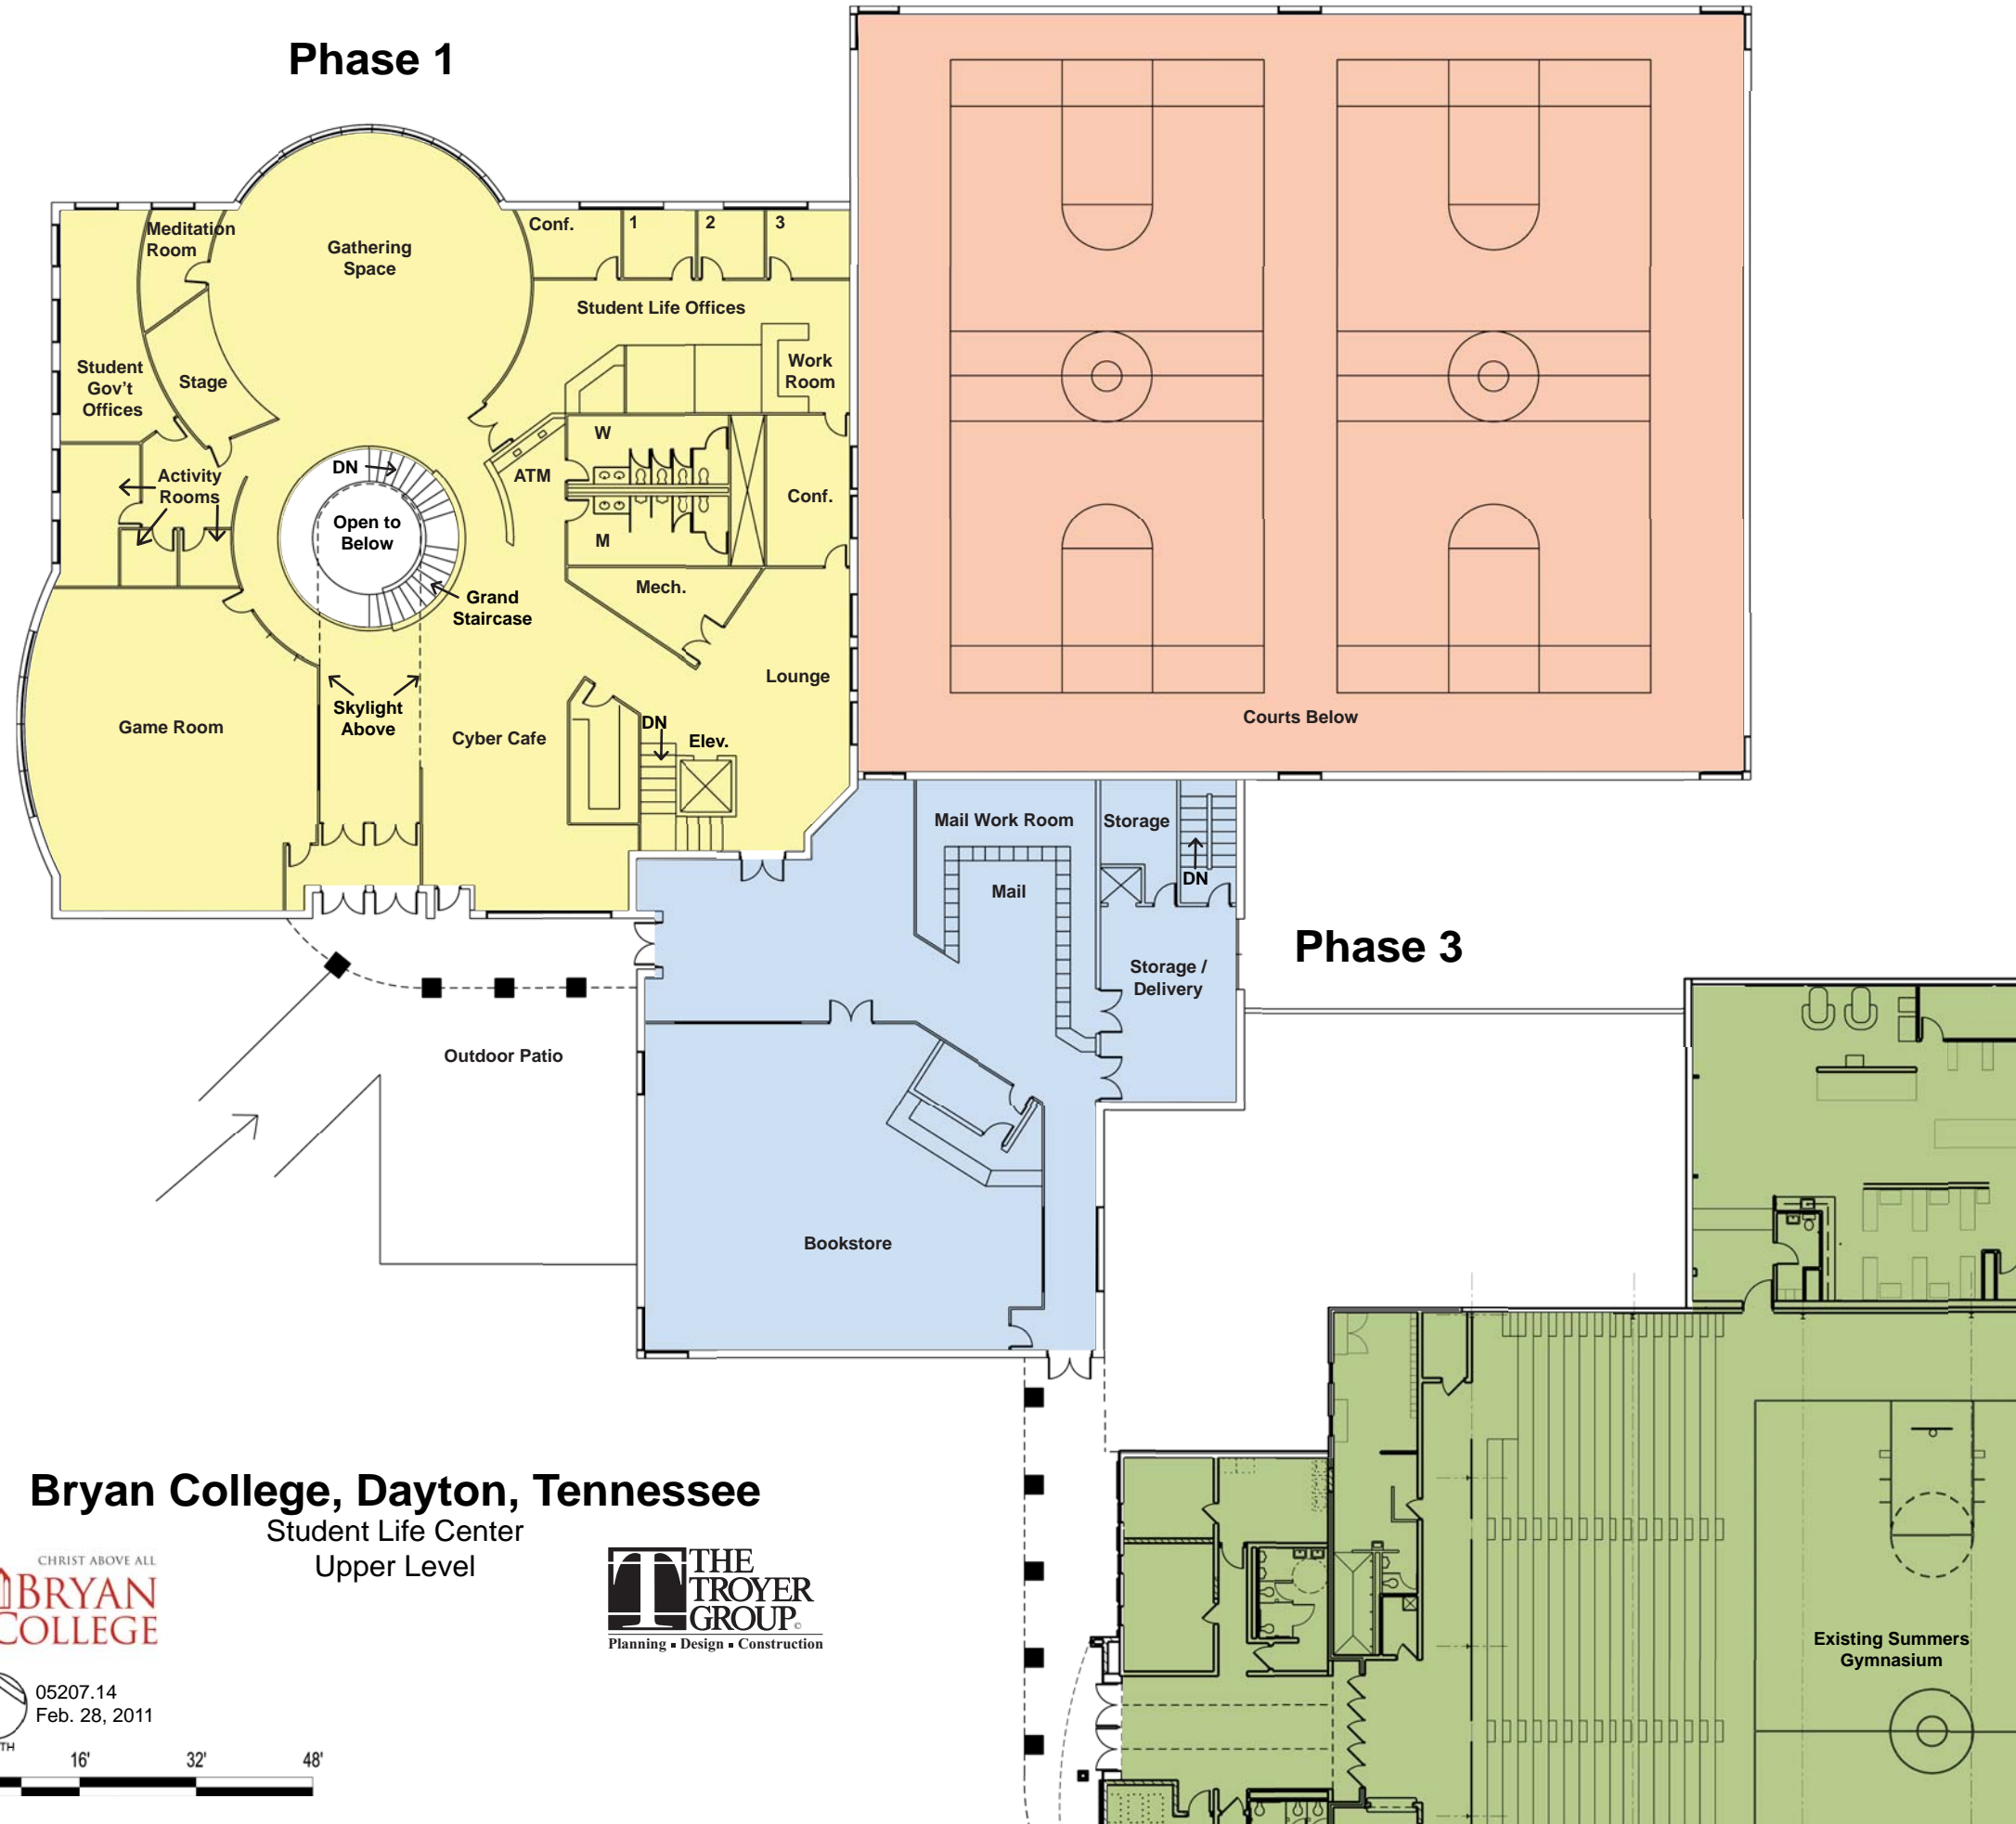 Phase 1
Meditation
Room
Gathering
Space
Conf.
1
2
3
Student Life Offices
Work
Room
Student
Gov't
Offices
Stage
W
DN
ATM
Activity
Rooms
Conf.
Open to
Below
M
Mech.
Grand
Staircase
Lounge
Skylight
Above
Game Room
Cyber Cafe
DN
Elev.
Courts Below
Mail Work Room
Storage
DN
Mail
Phase 3
Storage /
Delivery
Outdoor Patio
Bookstore
Bryan College, Dayton, Tennessee
Student Life Center
Upper Level
CHRIST ABOVE ALL
BRYAN
COLLEGE
THE
TROYER
GROUP©
Planning ▪ Design ▪ Construction
Existing Summers
Gymnasium
05207.14
Feb. 28, 2011
TH
16'
32'
48'